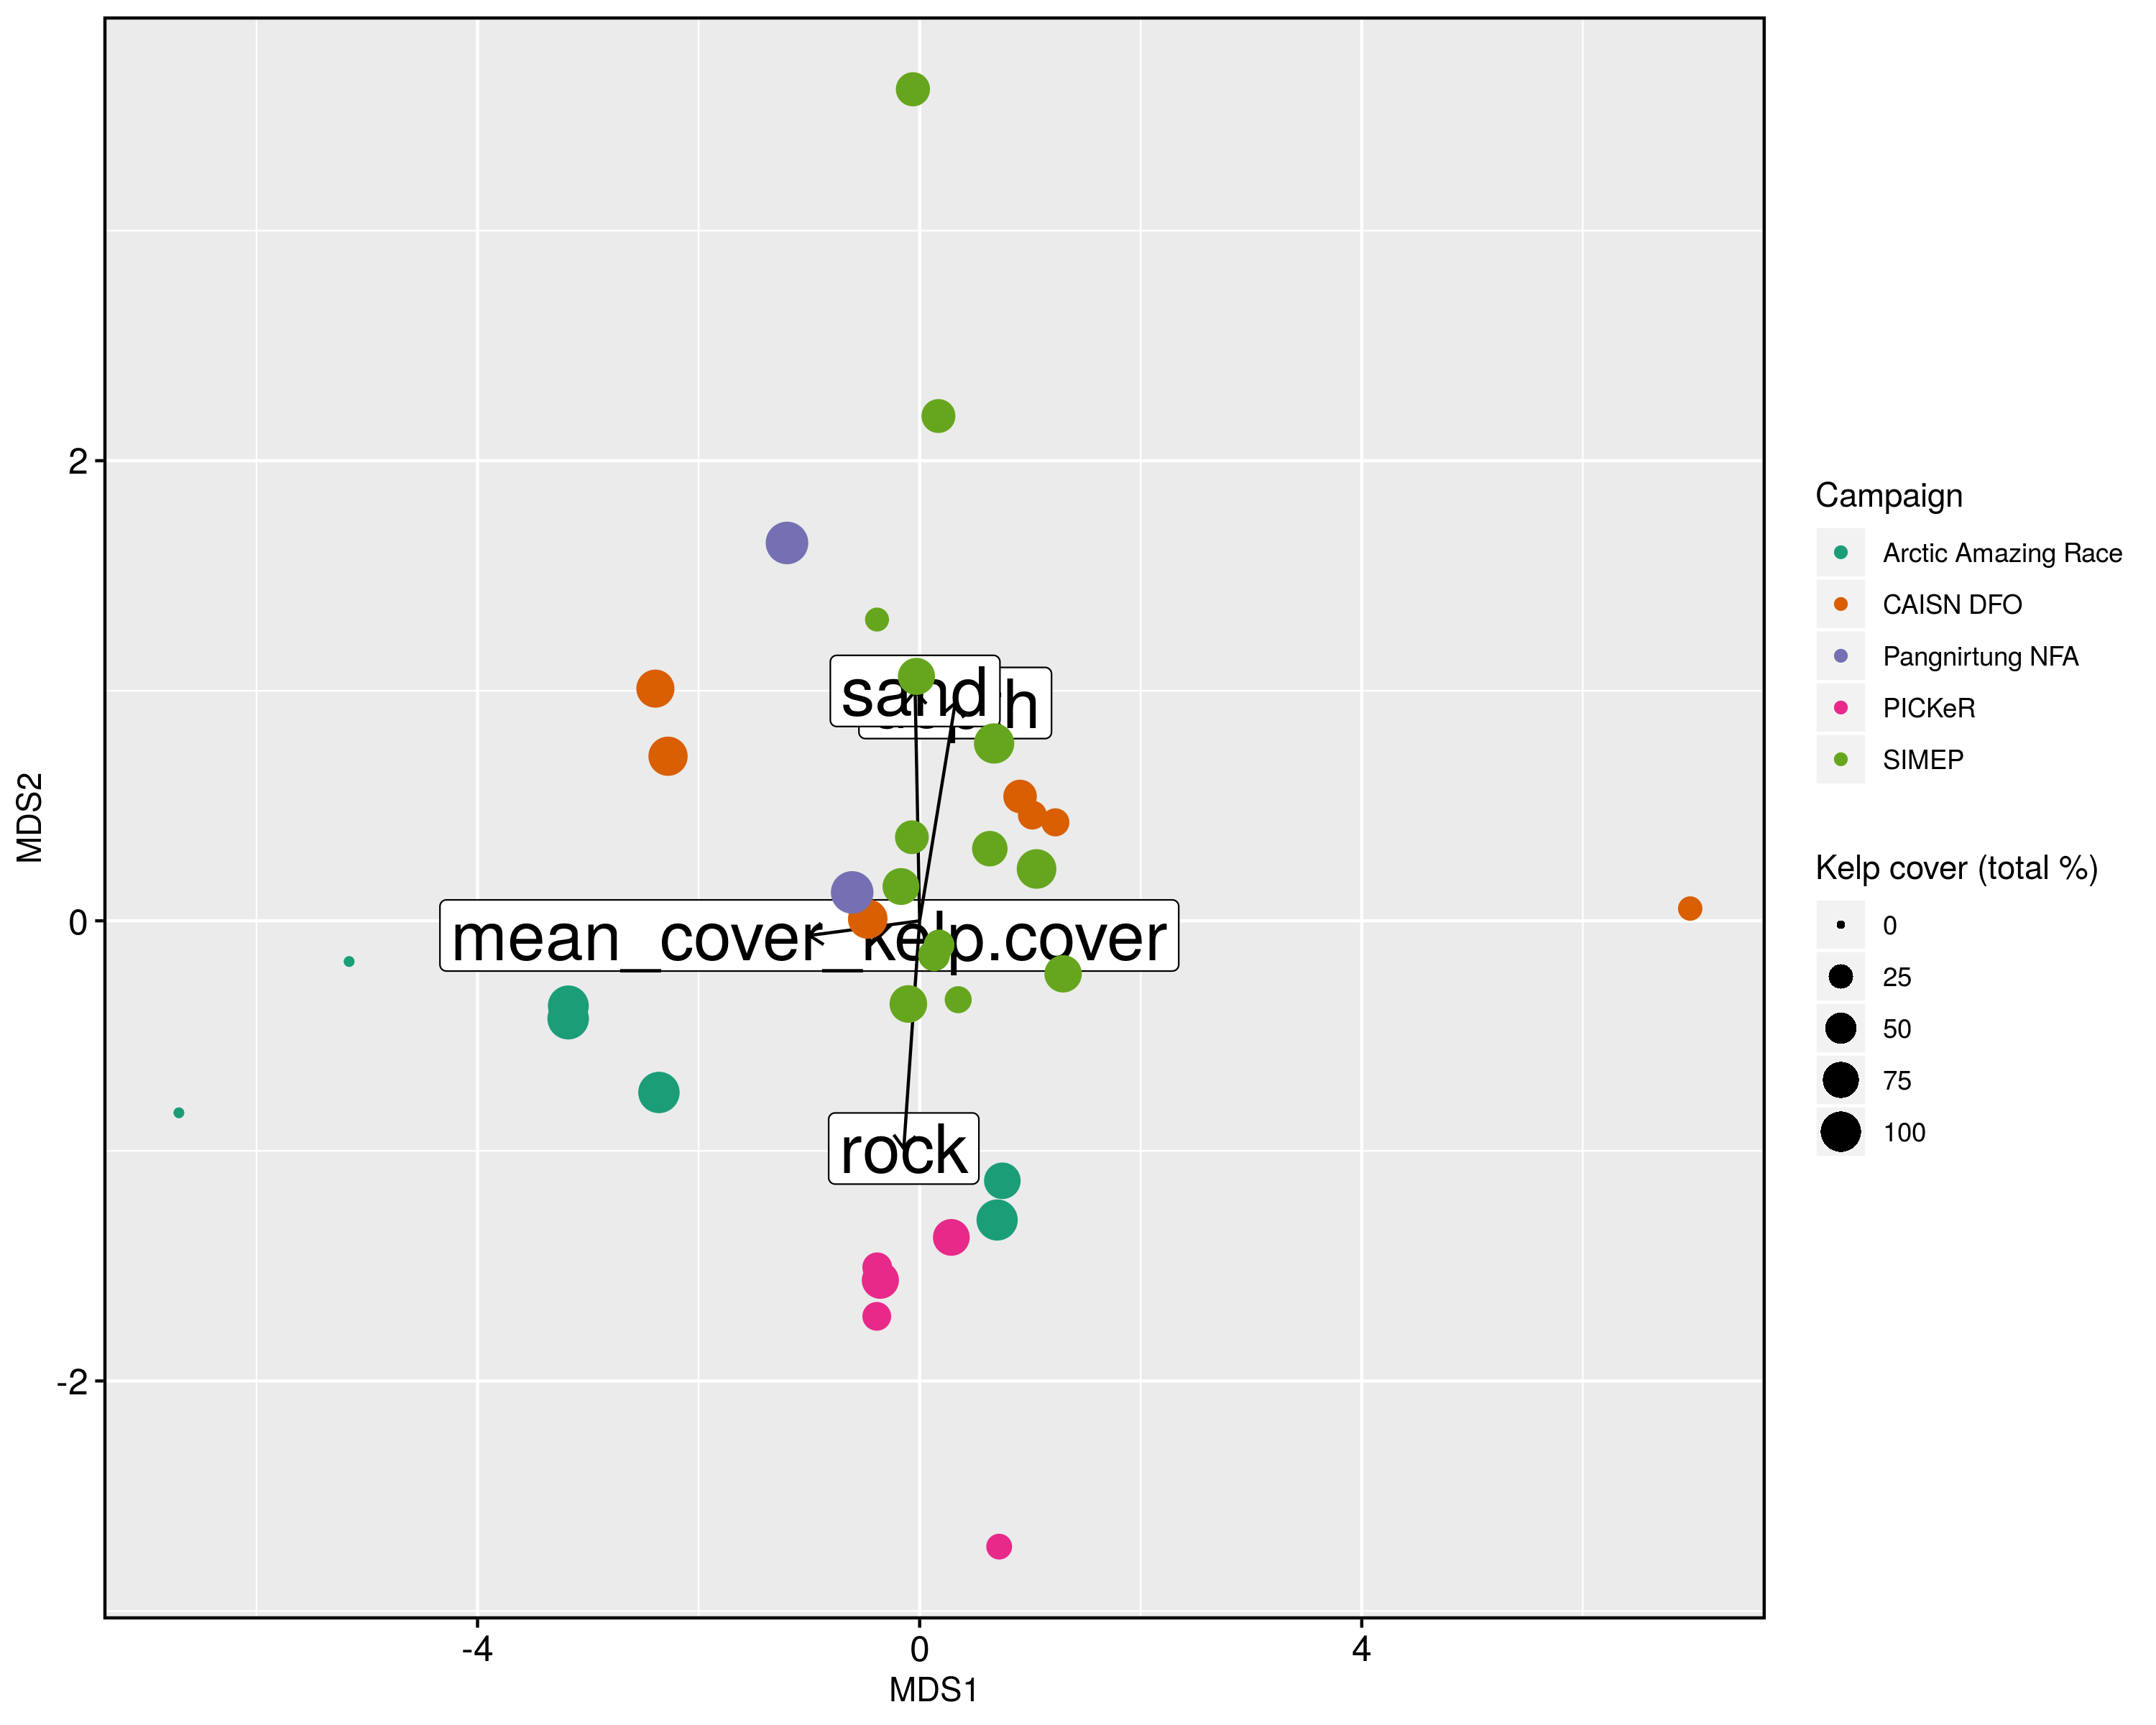 2
0
-2
-4
0
4
MDS2
MDS1
sand
mean_cover_kelp.cover
rock
Campaign
Arctic Amazing Race
CAISN DFO
Pangnirtung NFA
PICKeR
SIMEP
Kelp cover (total %)
0
25
50
75
100